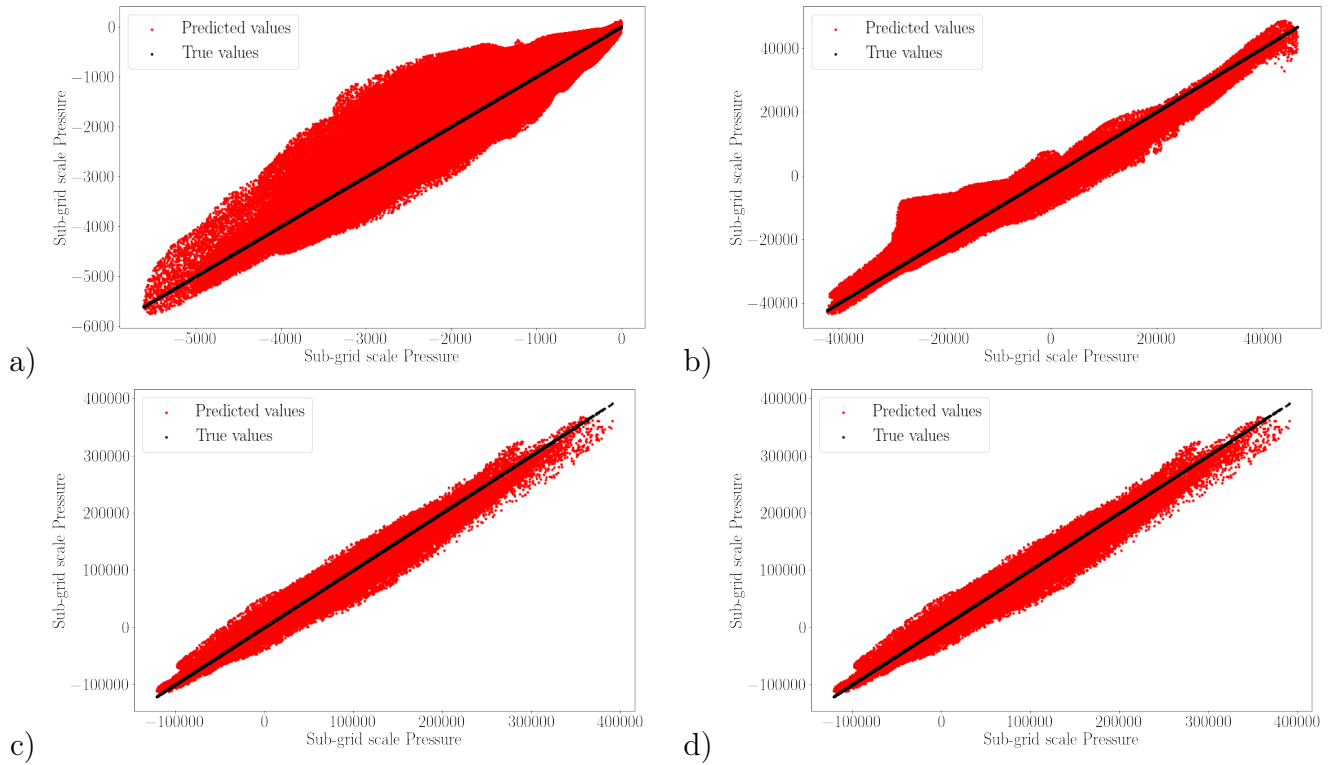 0
−1000
−2000
−3000
−4000
−5000
−6000
Sub-grid scale Pressure
Predicted values
True values
−5000 −4000 −3000 −2000 −1000 0
Sub-grid scale Pressure
a)
40000
20000
0
−20000
−40000
Sub-grid scale Pressure
Predicted values
True values
−40000 −20000 0 20000 40000
Sub-grid scale Pressure
b)
400000
300000
200000
100000
0
−100000
Sub-grid scale Pressure
Predicted values
True values
−100000 0 100000 200000 300000 400000
Sub-grid scale Pressure
c)
400000
300000
200000
100000
0
−100000
Sub-grid scale Pressure
Predicted values
True values
−100000 0 100000 200000 300000 400000
Sub-grid scale Pressure
d)